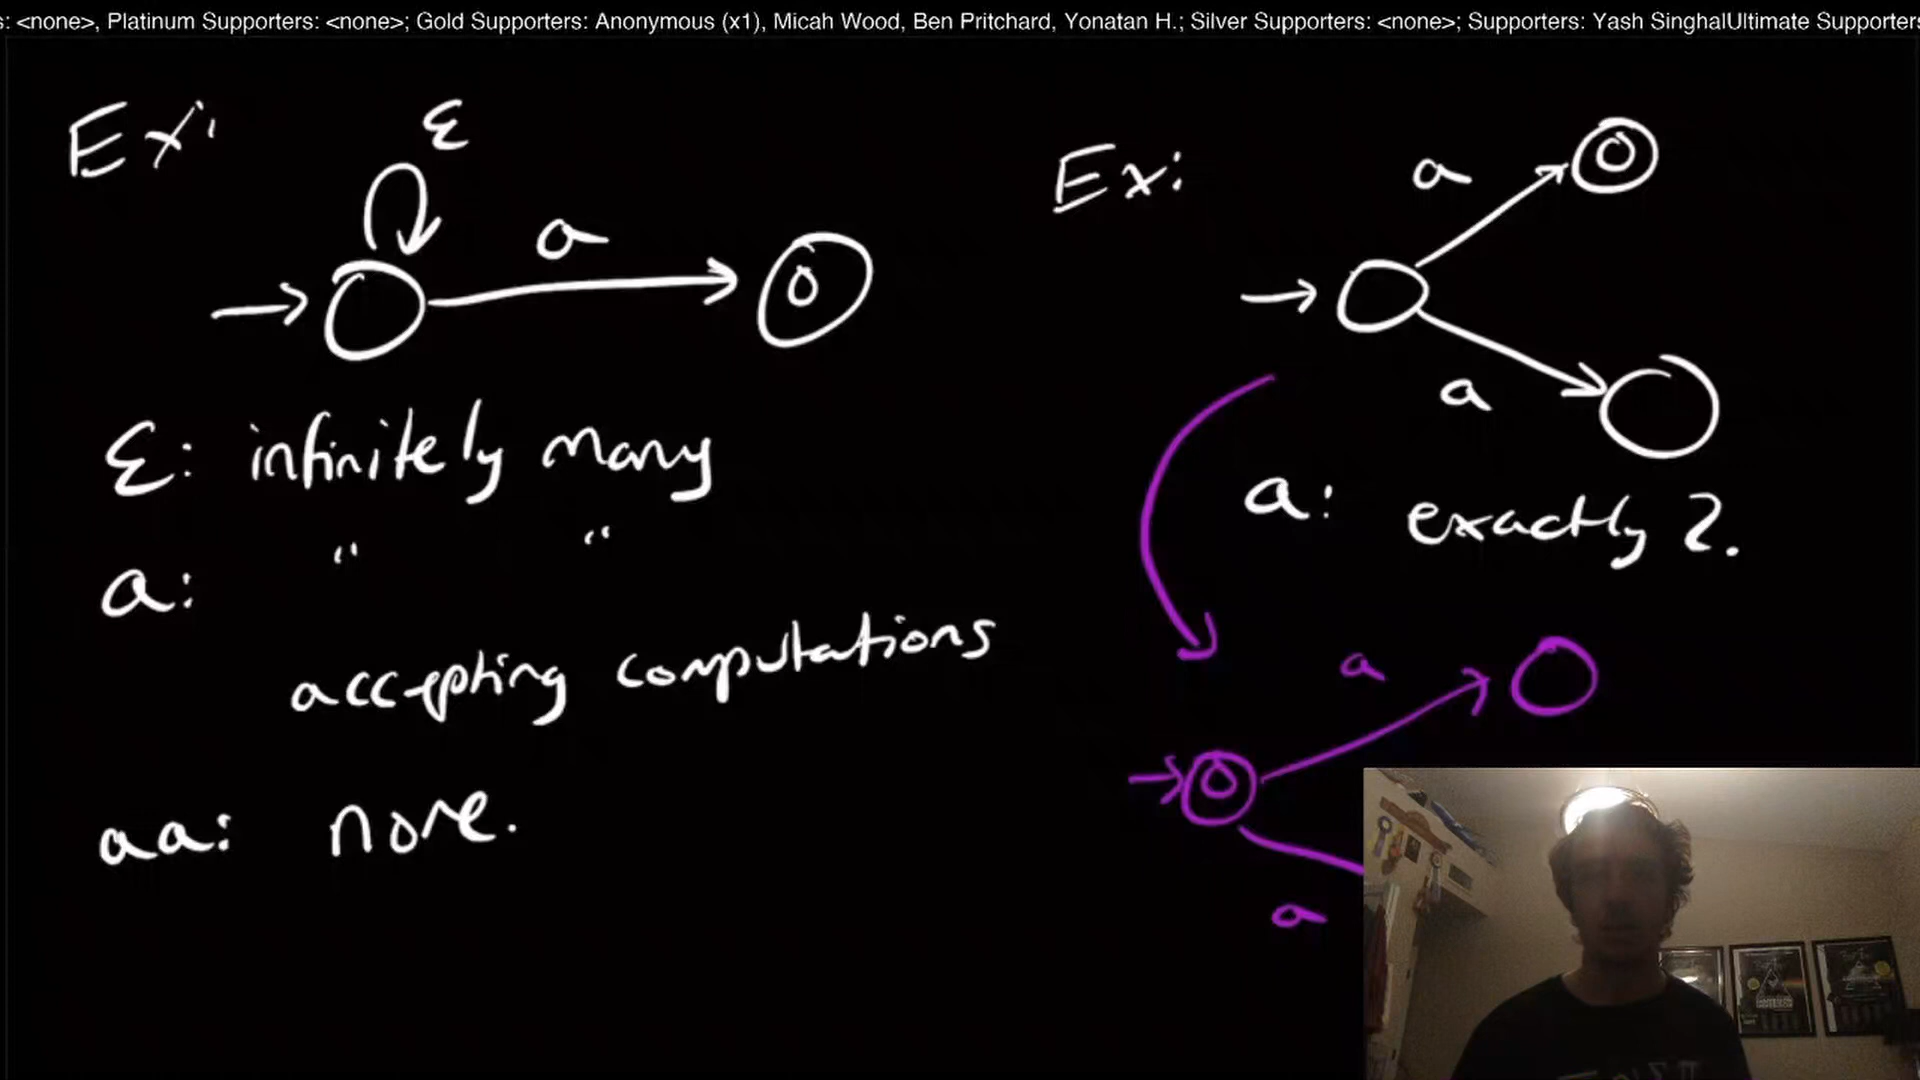 s: <none>, Platinum Supporters: <none>; Gold Supporters: Anonymous (x1), Micah Wood, Ben Pritchard, Yonatan H.; Silver Supporters: <none>; Supporters: Yash SinghalUltimate Supporters
Ex:
ε
a
ε: infinitely many
a: " "
accepting computations
aa: none.
Ex:
a
a
a: exactly 2.
a
a